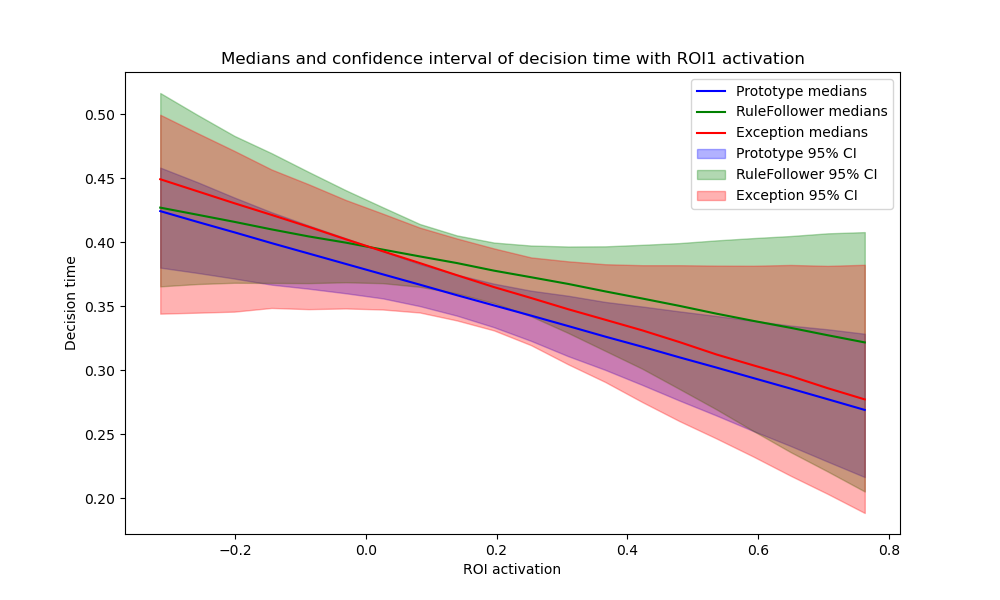 Medians and confidence interval of decision time with ROI1 activation
Prototype medians
RuleFollower medians
Exception medians
Prototype 95% CI
RuleFollower 95% CI
Exception 95% CI
0.50
0.45
0.40
0.35
0.30
0.25
0.20
Decision time
−0.2
0.0
0.2
0.4
0.6
0.8
ROI activation